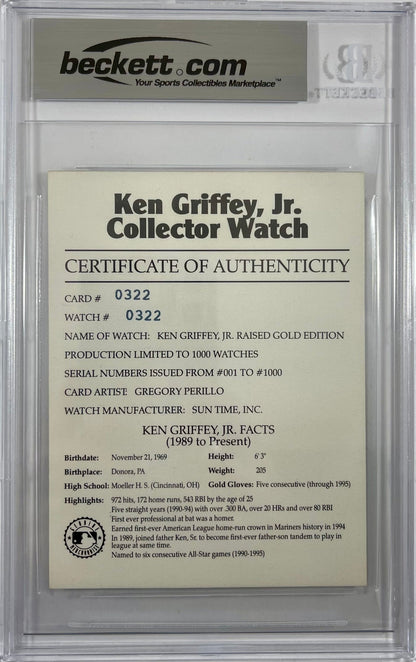 beckett.com
Your Sports Collectibles Marketplace™
Ken Griffey, Jr.
Collector Watch
CERTIFICATE OF AUTHENTICITY
CARD # 0322
WATCH # 0322
NAME OF WATCH: KEN GRIFFEY, JR. RAISED GOLD EDITION
PRODUCTION LIMITED TO 1000 WATCHES
SERIAL NUMBERS ISSUED FROM #001 TO #1000
CARD ARTIST: GREGORY PERILLO
WATCH MANUFACTURER: SUN TIME, INC.
KEN GRIFFEY, JR. FACTS
(1989 to Present)
Birthdate: November 21, 1969 Height: 6' 3"
Birthplace: Donora, PA Weight: 205
High School: Moeller H. S. (Cincinnati, OH) Gold Gloves: Five consecutive (through 1995)
Highlights: 972 hits, 172 home runs, 543 RBI by the age of 25
Five straight years (1990-94) with over .300 BA, over 20 HRs and over 80 RBI
First ever professional at bat was a homer.
Earned first-ever American League home-run crown in Mariners history in 1994
In 1989, joined father Ken, Sr. to become first-ever father-son tandem to play in
league at same time.
Named to six consecutive All-Star games (1990-1995)
GENUINE
MERCHANDISE